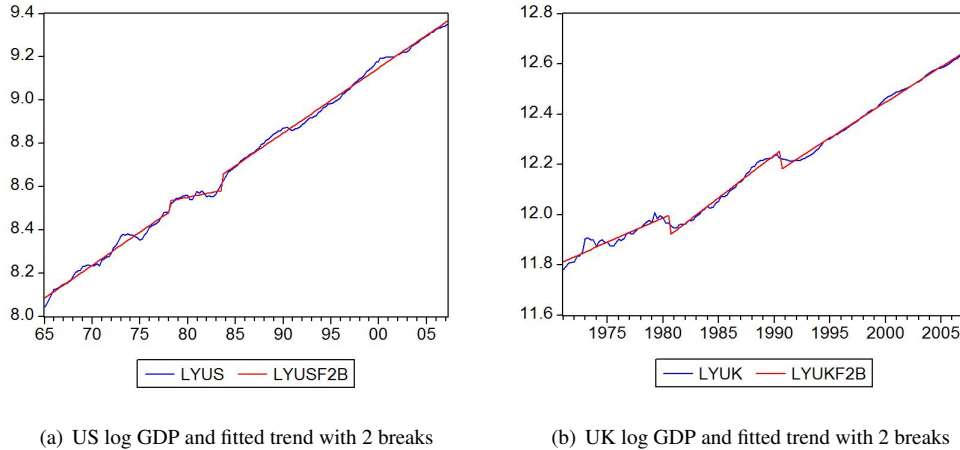 9.4
9.2
9.0
8.8
8.6
8.4
8.2
8.0
65 70 75 80 85 90 95 00 05
LYUS LYUSF2B
(a) US log GDP and fitted trend with 2 breaks
12.8
12.6
12.4
12.2
12.0
11.8
11.6
1975 1980 1985 1990 1995 2000 2005
LYUK LYUKF2B
(b) UK log GDP and fitted trend with 2 breaks